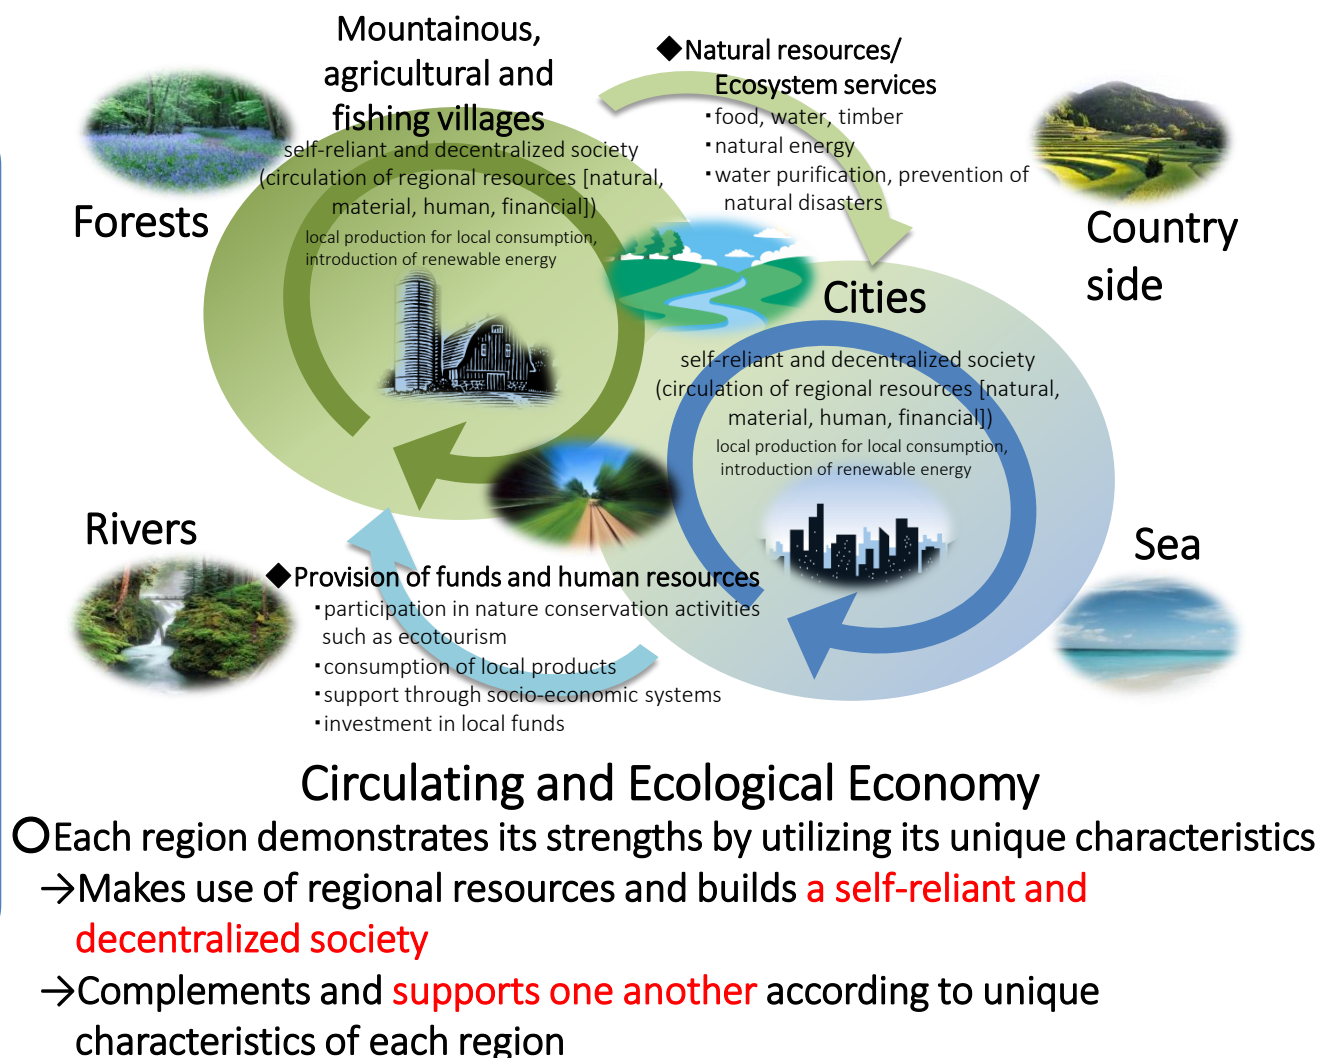 Mountainous,
agricultural and
fishing villages
self-reliant and decentralized society
(circulation of regional resources [natural,
material, human, financial])
local production for local consumption,
introduction of renewable energy
◆Natural resources/
Ecosystem services
・food, water, timber
・natural energy
・water purification, prevention of
natural disasters
Forests
Country
side
Cities
self-reliant and decentralized society
(circulation of regional resources [natural,
material, human, financial])
local production for local consumption,
introduction of renewable energy
Rivers
Sea
◆Provision of funds and human resources
・participation in nature conservation activities
such as ecotourism
・consumption of local products
・support through socio-economic systems
・investment in local funds
Circulating and Ecological Economy
○Each region demonstrates its strengths by utilizing its unique characteristics
→Makes use of regional resources and builds a self-reliant and
decentralized society
→Complements and supports one another according to unique
characteristics of each region